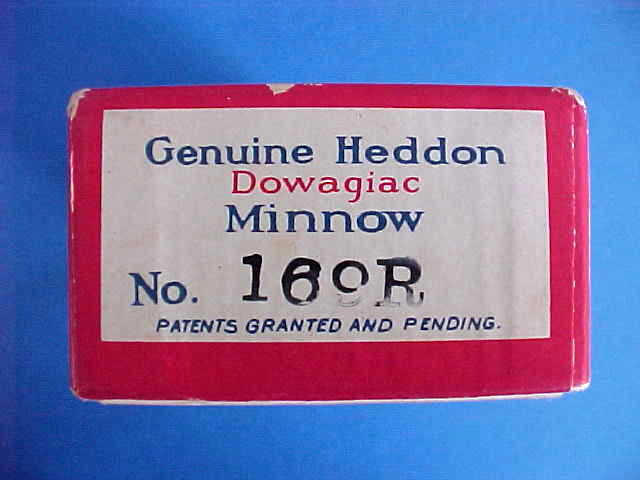 Genuine Heddon
Dowagiac
Minnow
No. 169R
PATENTS GRANTED AND PENDING.